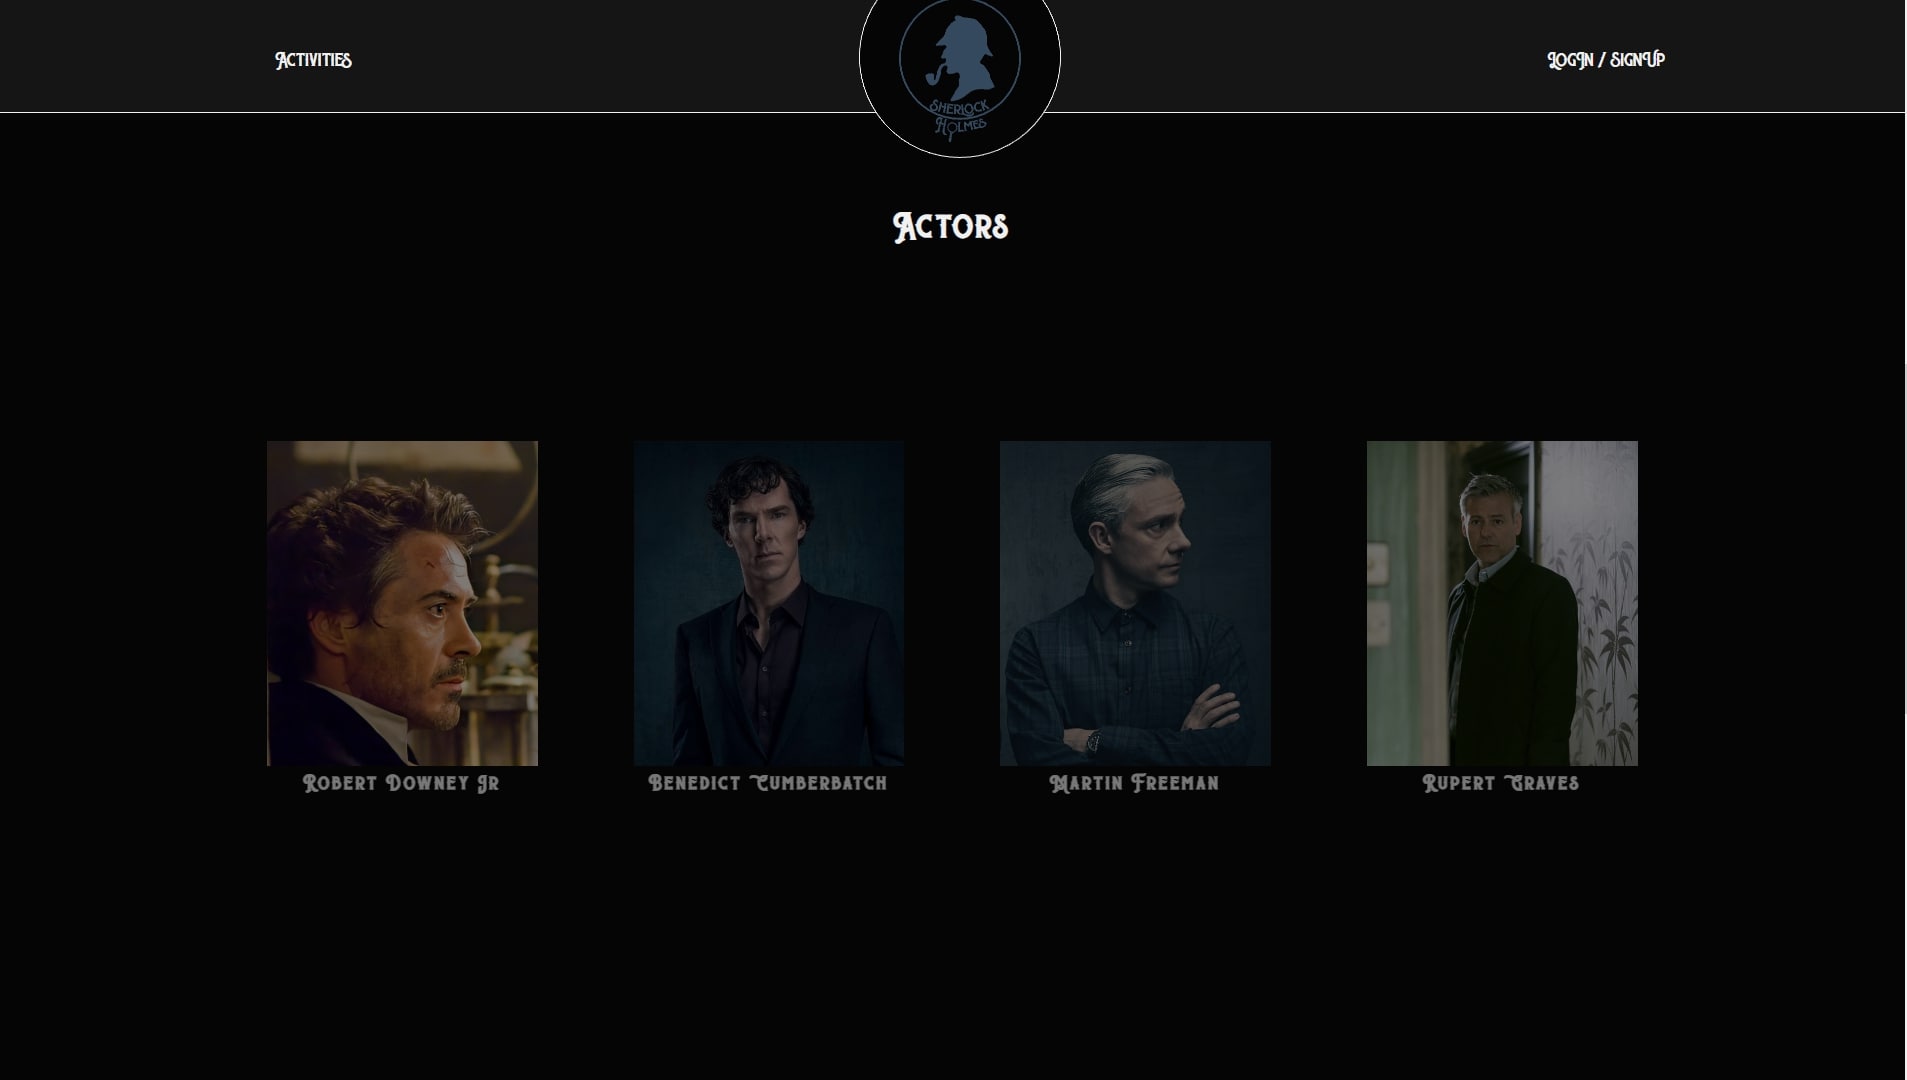 Activities
LogIn / SignUp
Sherlock
Holmes
Actors
Robert Downey Jr
Benedict Cumberbatch
Martin Freeman
Rupert Graves